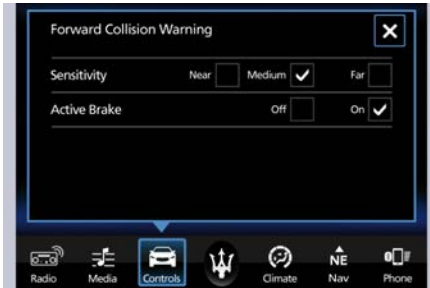 Forward Collision Warning
Sensitivity Near Medium Far
Active Brake Off On
NE
Radio Media Controls Climate Nav Phone